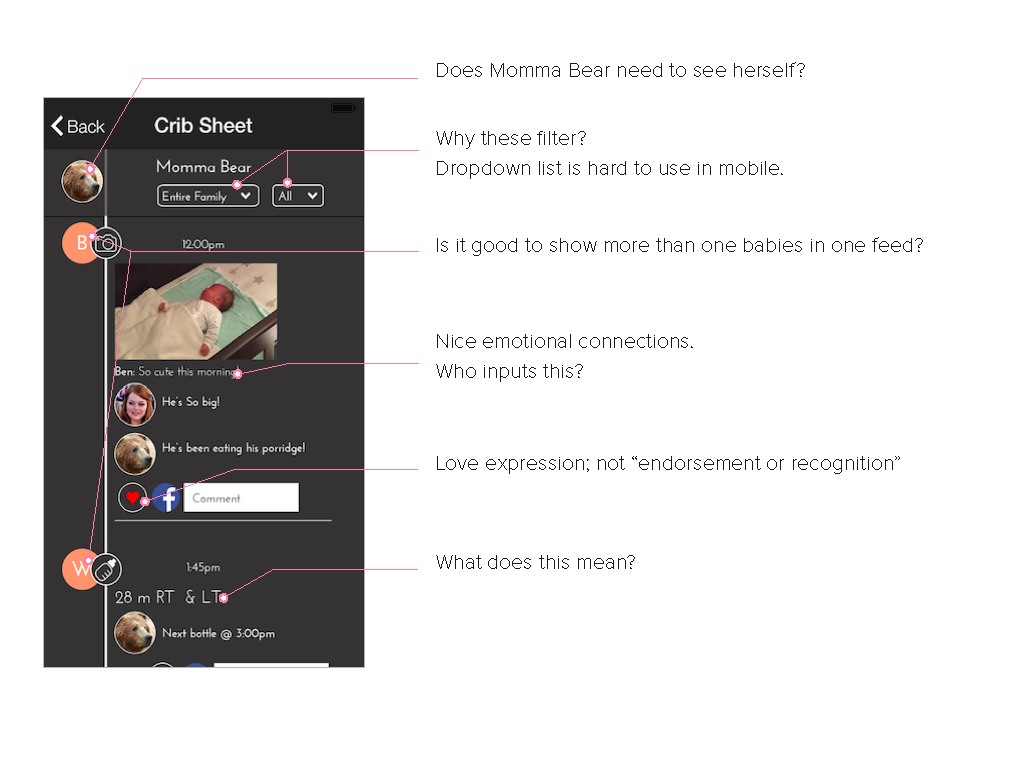 Does Momma Bear need to see herself?
Back
Crib Sheet
Why these filter?
Dropdown list is hard to use in mobile.
Momma Bear
Entire Family
All
B
12:00pm
Is it good to show more than one babies in one feed?
Nice emotional connections.
Who inputs this?
Ben: So cute this morning!
He's So big!
He's been eating his porridge!
Love expression; not “endorsement or recognition”
f
Comment
What does this mean?
W
1:45pm
28 m RT & LT
Next bottle @ 3:00pm